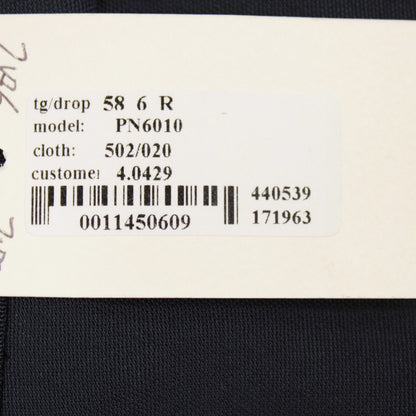 tg/drop 58 6 R
model: PN6010
cloth: 502/020
custome 4.0429
440539
0011450609 171963